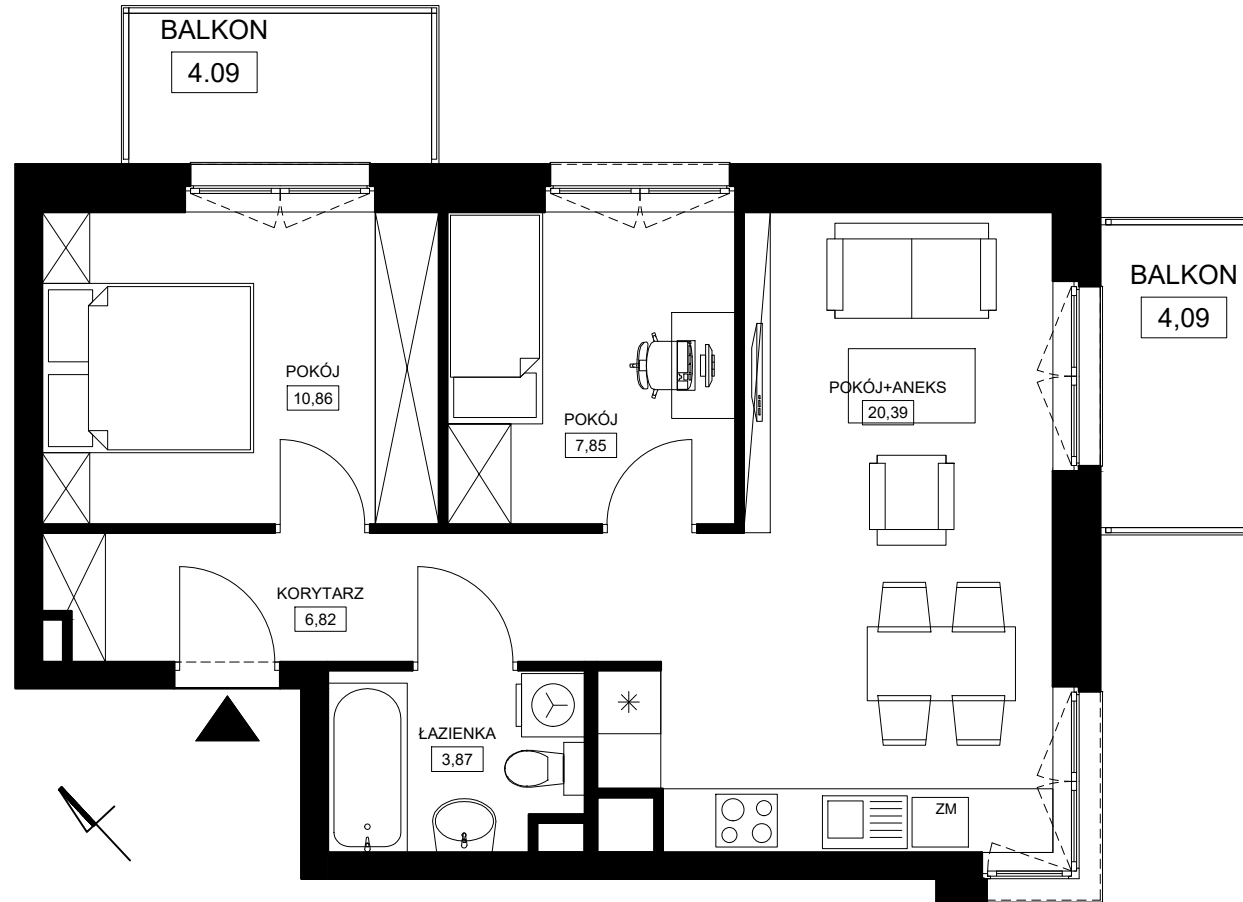 BALKON
4.09
BALKON
4,09
POKÓJ
10,86
POKÓJ
7,85
POKÓJ+ANEKS
20,39
KORYTARZ
6,82
ŁAZIENKA
3,87
ZM